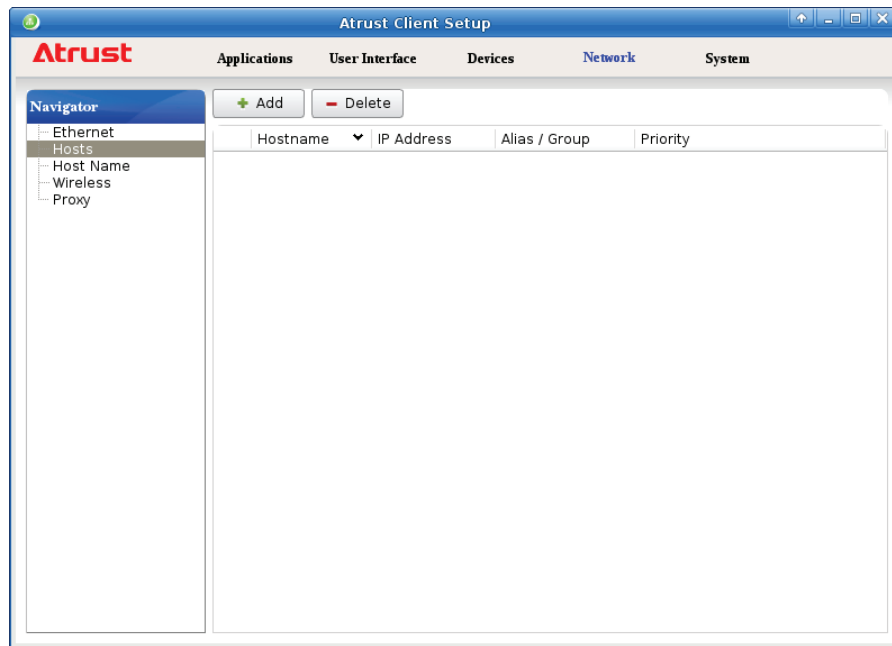 Atrust Client Setup
Atrust
Applications User Interface Devices Network System
Navigator
Ethernet
Hosts
Host Name
Wireless
Proxy
Add Delete
Hostname IP Address Alias / Group Priority